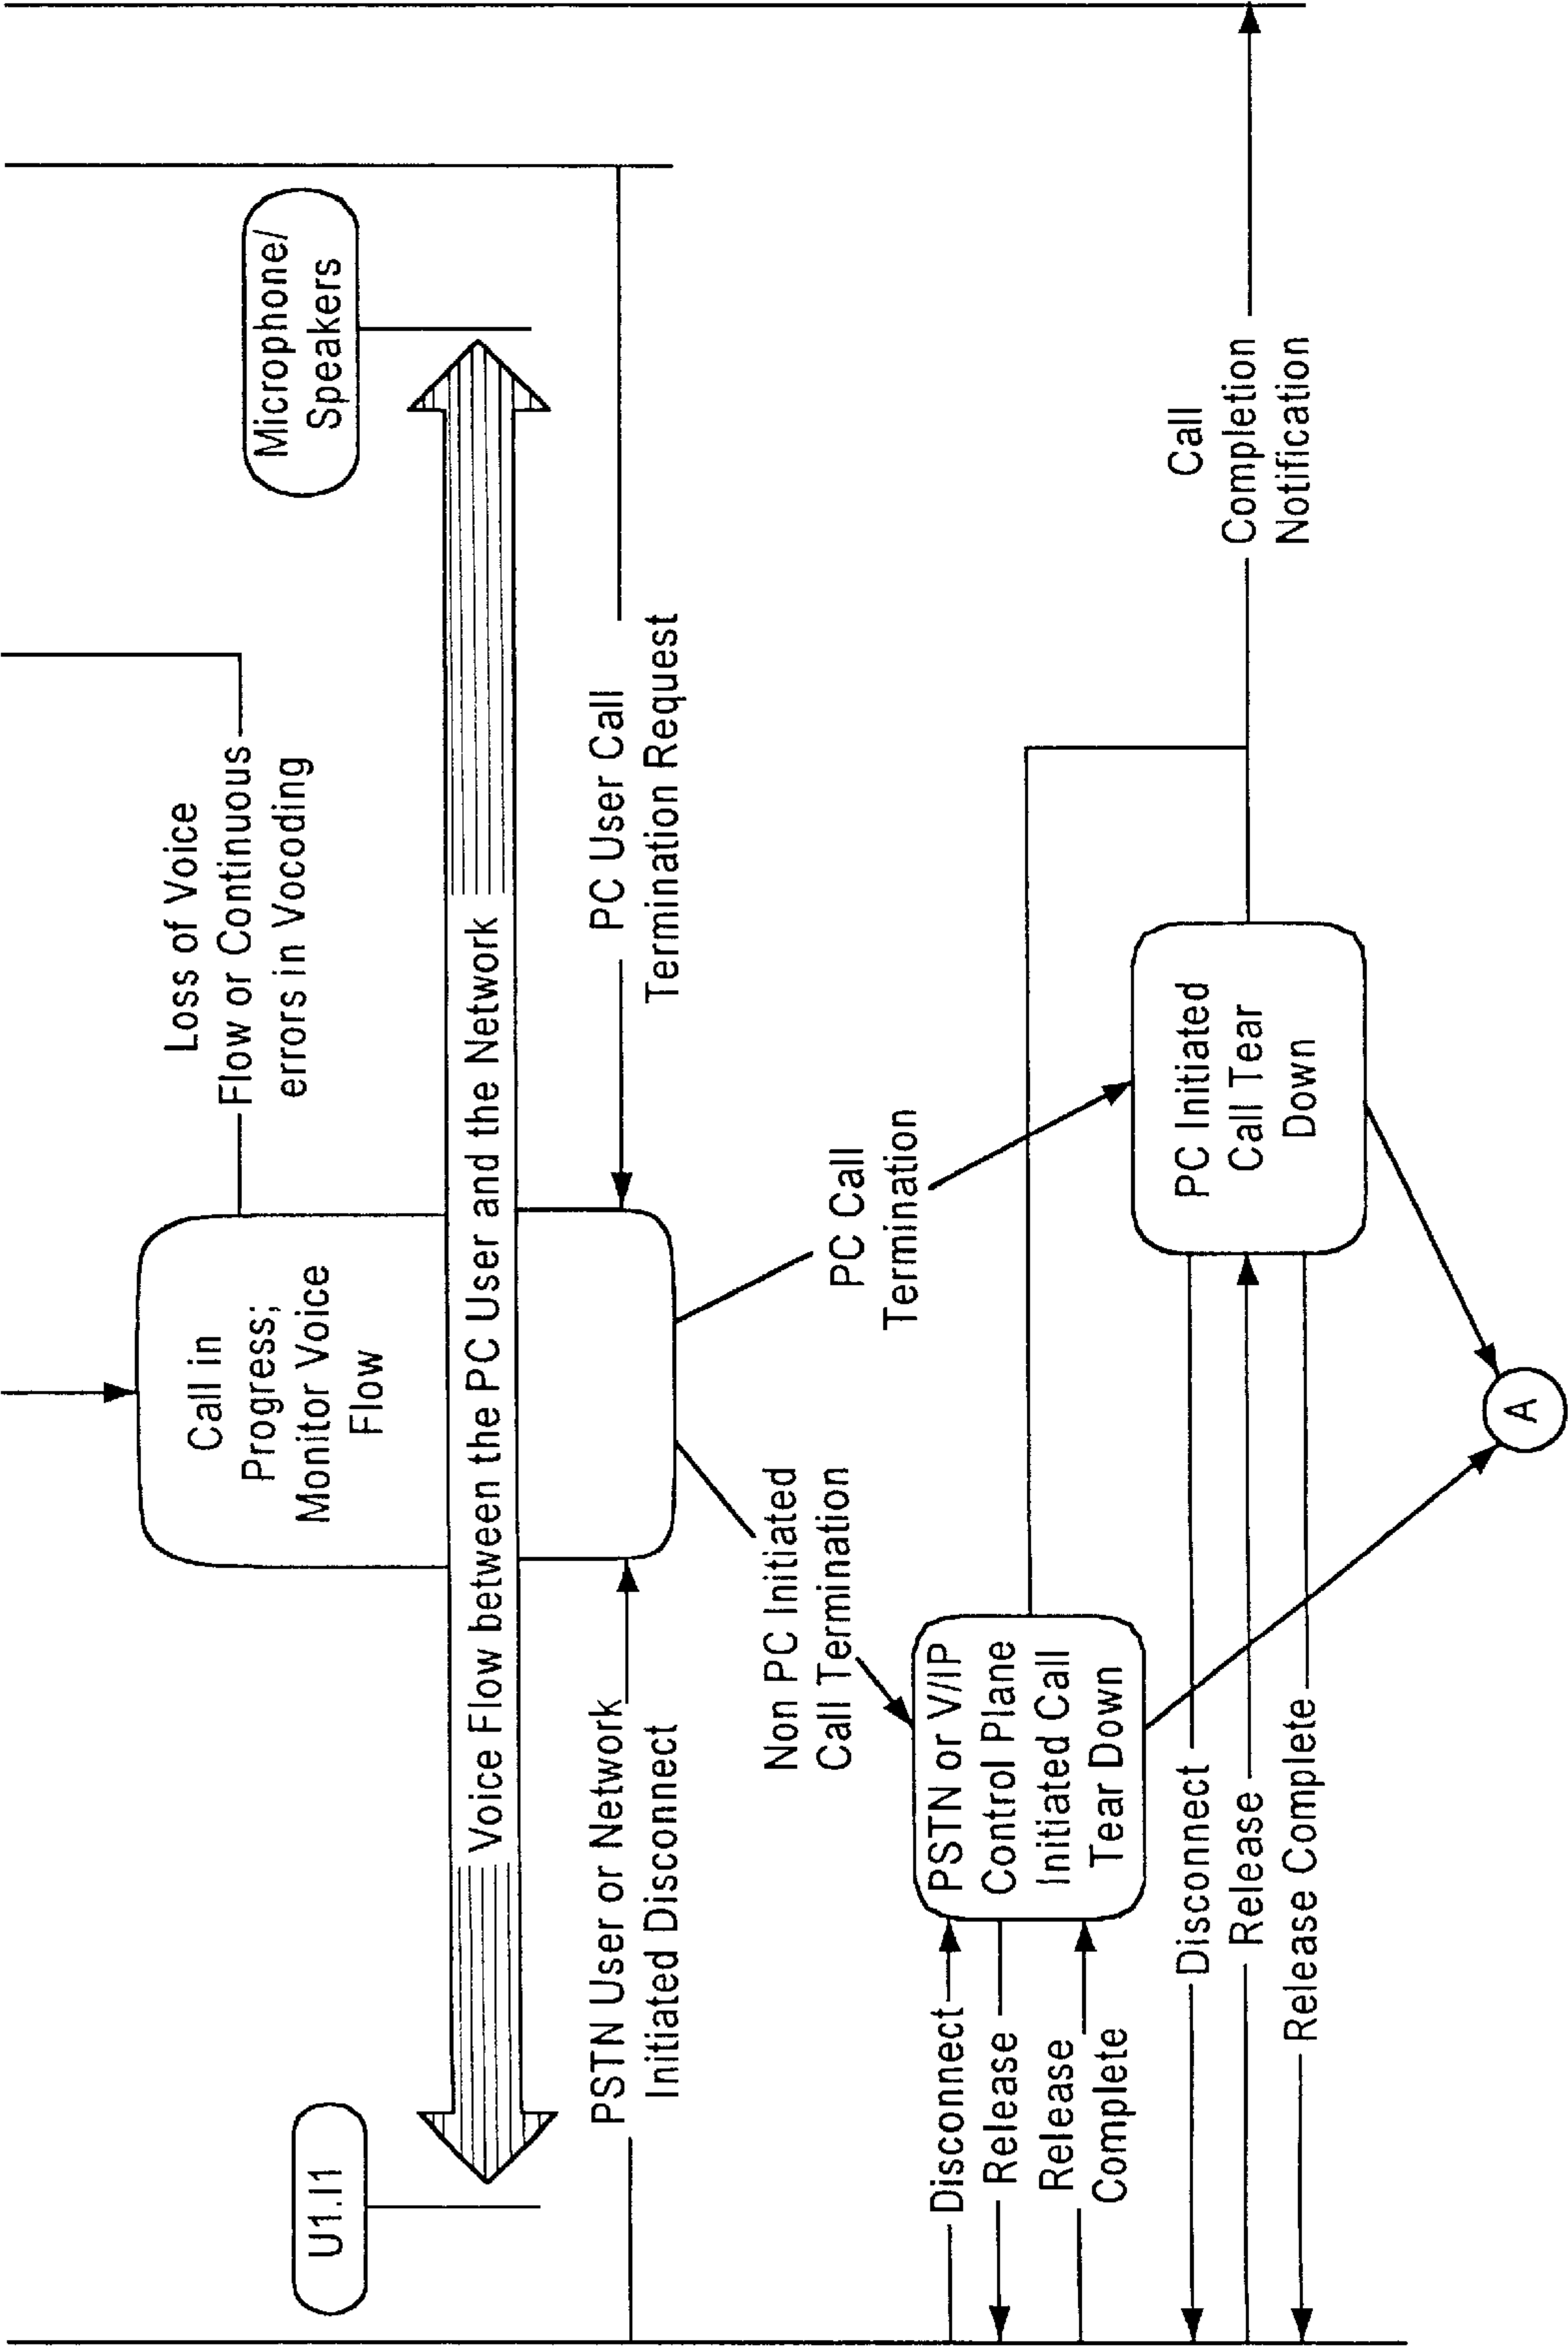 U1.I1
Microphone/
Speakers
Loss of Voice
Flow or Continuous
errors in Vocoding
Call in
Progress;
Monitor Voice
Flow
Voice Flow between the PC User and the Network
PSTN User or Network
Initiated Disconnect
PC User Call
Termination Request
Non PC Initiated
Call Termination
PC Call
Termination
PSTN or V/IP
Control Plane
Initiated Call
Tear Down
Disconnect
Release
Release
Complete
PC Initiated
Call Tear
Down
Disconnect
Release
Release Complete
Call
Completion
Notification
A